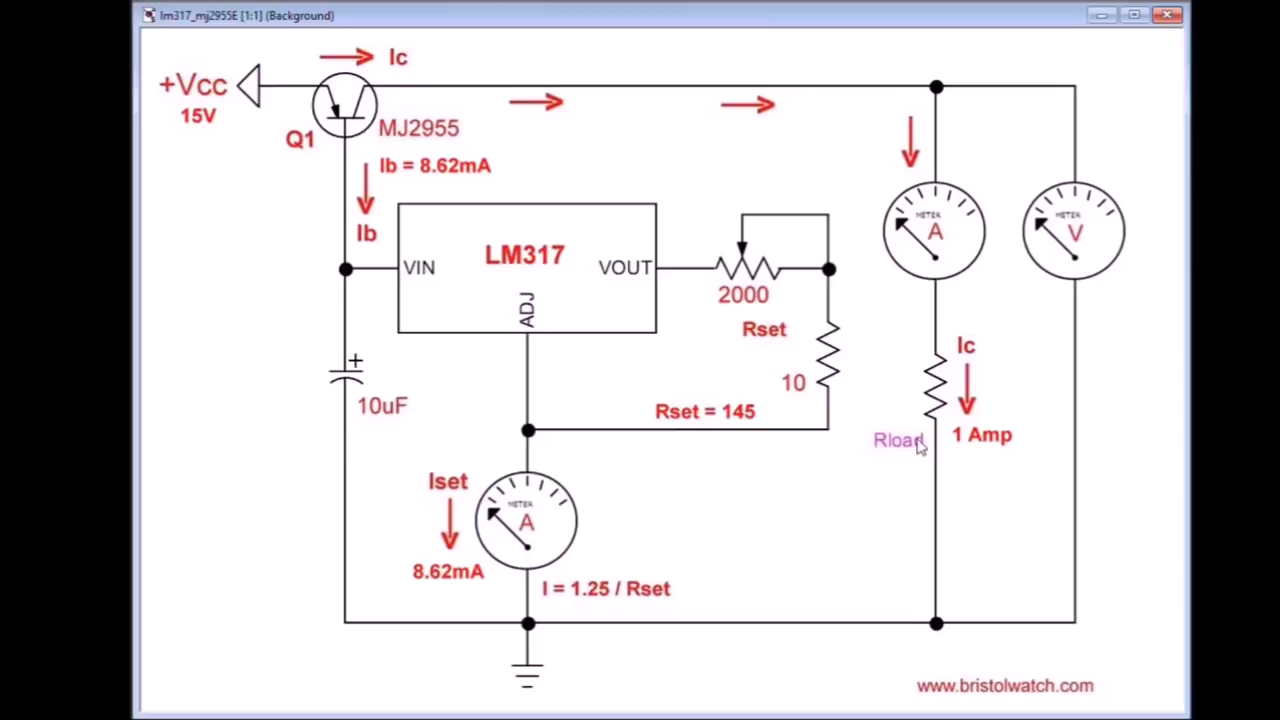 lm317_mj2955E [1:1] (Background)
Ic
+Vcc
15V
MJ2955
Q1
Ib = 8.62mA
Ib
LM317
VIN
VOUT
ADJ
2000
Rset
10
Rset = 145
+
10uF
METER
A
METER
V
Ic
1 Amp
Rload
Iset
METER
A
8.62mA
I = 1.25 / Rset
www.bristolwatch.com